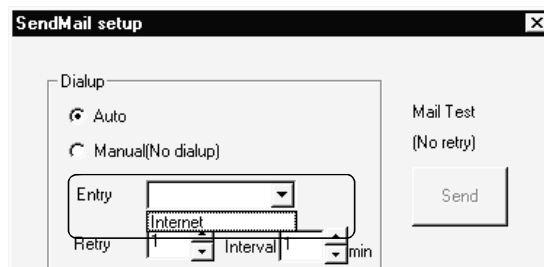 SendMail setup
Dialup
Auto
Manual(No dialup)
Entry
Internet
Retry 1 Interval 1 min
Mail Test
(No retry)
Send